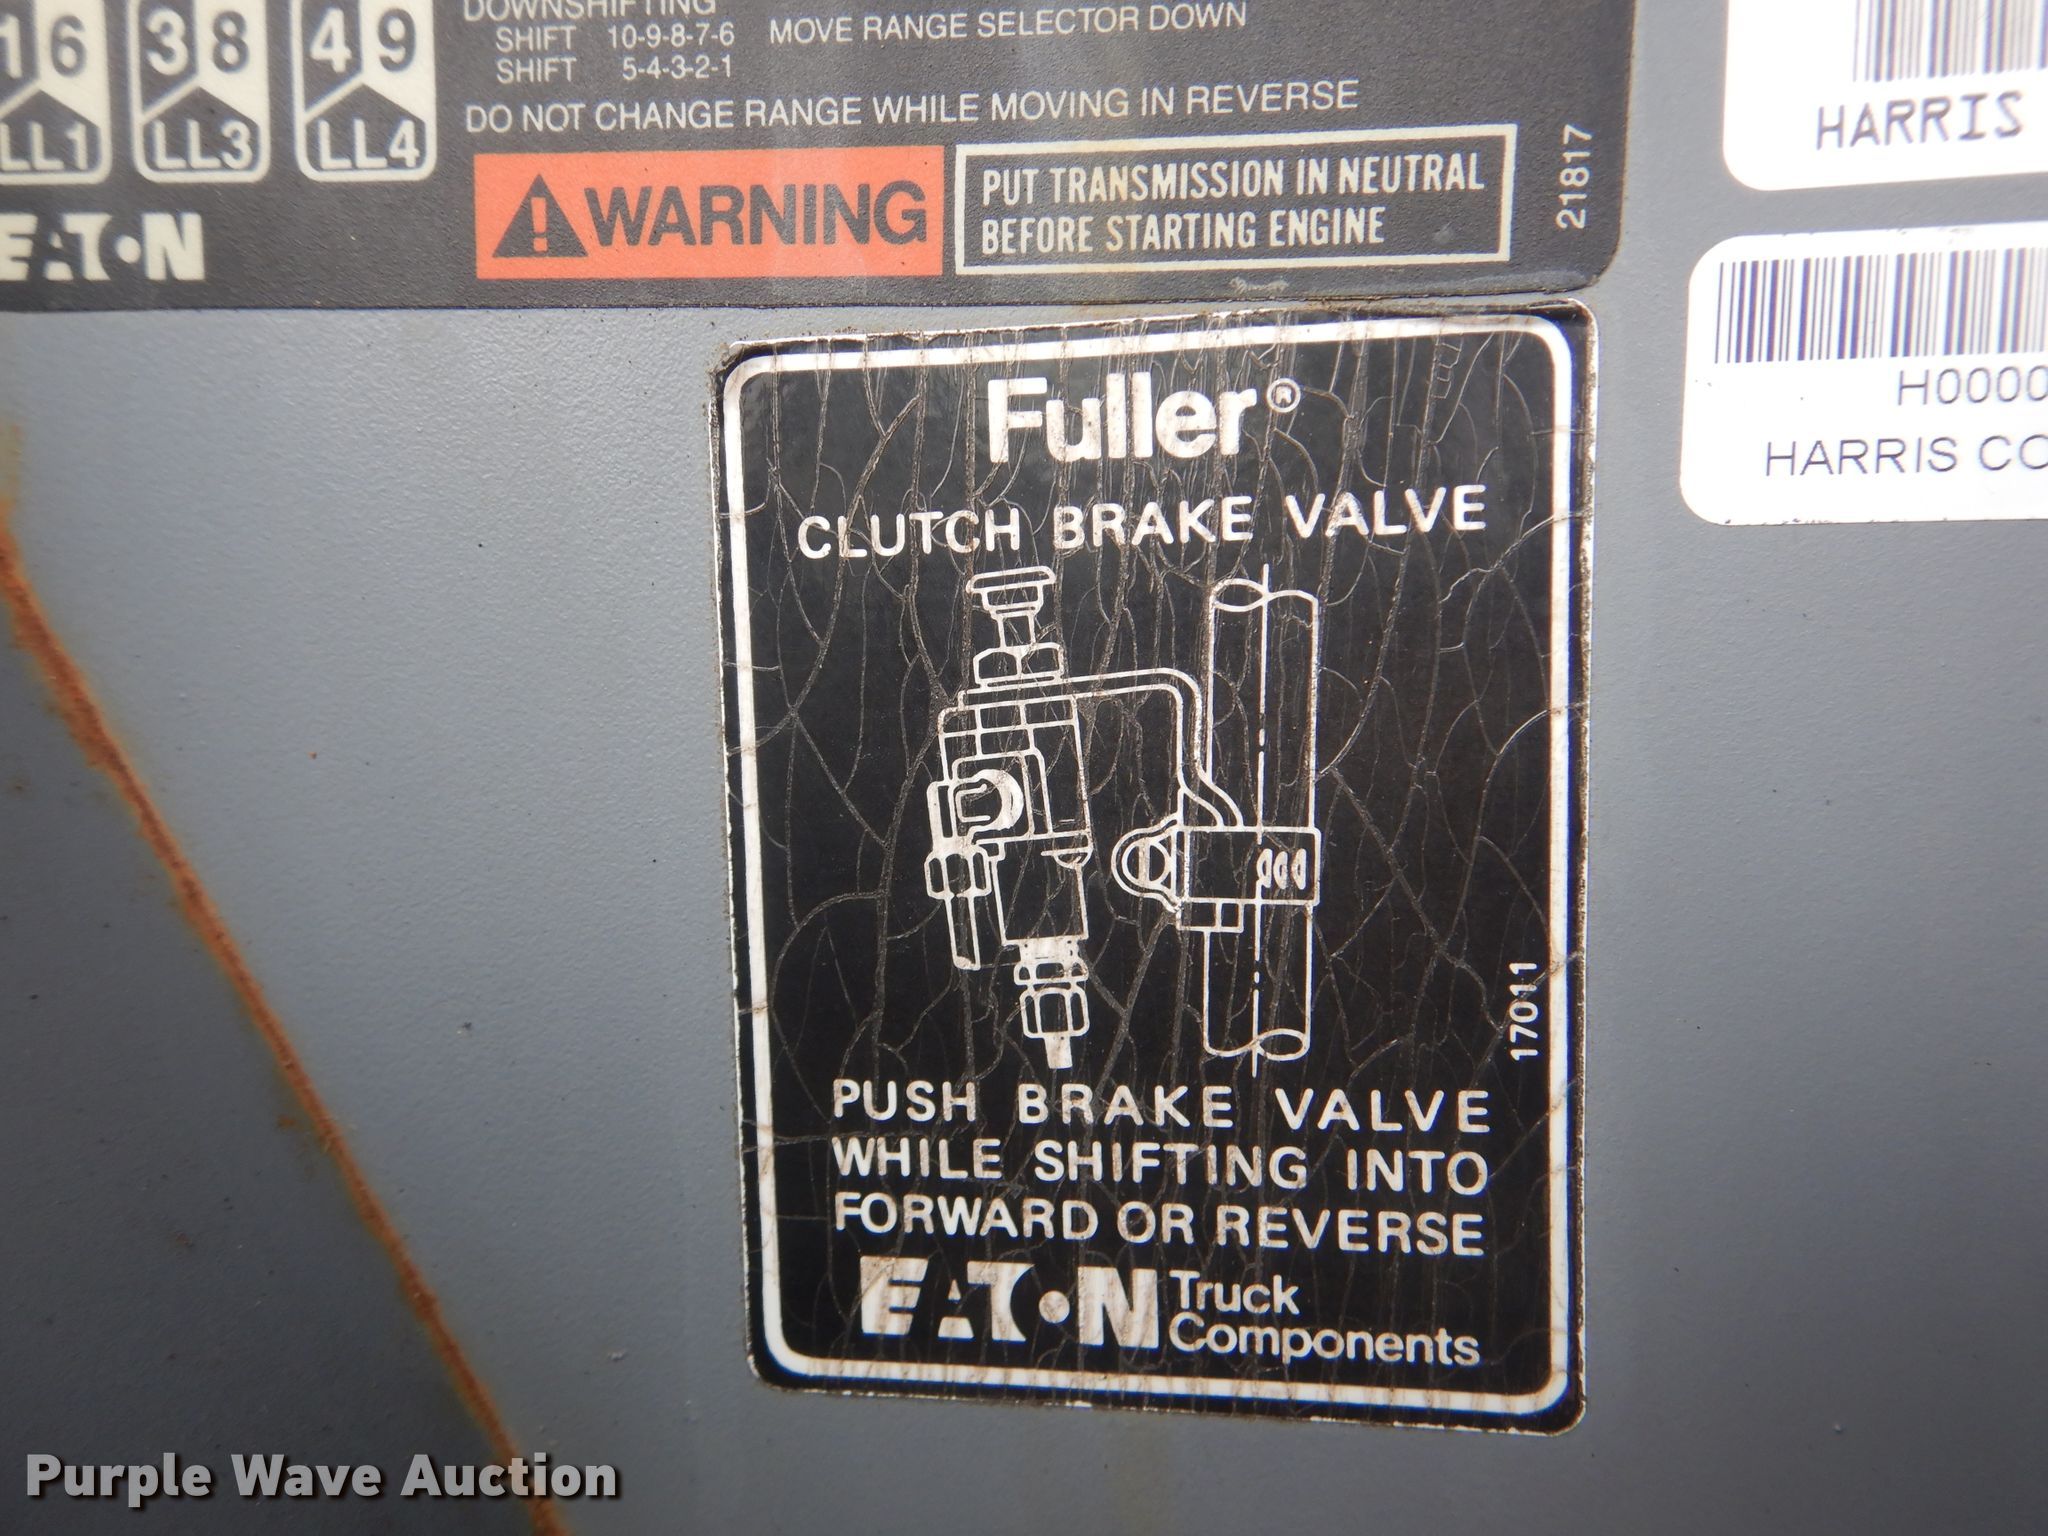 16 38 49
LL1 LL3 LL4
EATON
DOWNSHIFTING
SHIFT 10-9-8-7-6 MOVE RANGE SELECTOR DOWN
SHIFT 5-4-3-2-1
DO NOT CHANGE RANGE WHILE MOVING IN REVERSE
WARNING
PUT TRANSMISSION IN NEUTRAL
BEFORE STARTING ENGINE
21817
HARRIS
H0000
HARRIS CO
Fuller®
CLUTCH BRAKE VALVE
17011
PUSH BRAKE VALVE
WHILE SHIFTING INTO
FORWARD OR REVERSE
EATON Truck
Components
Purple Wave Auction